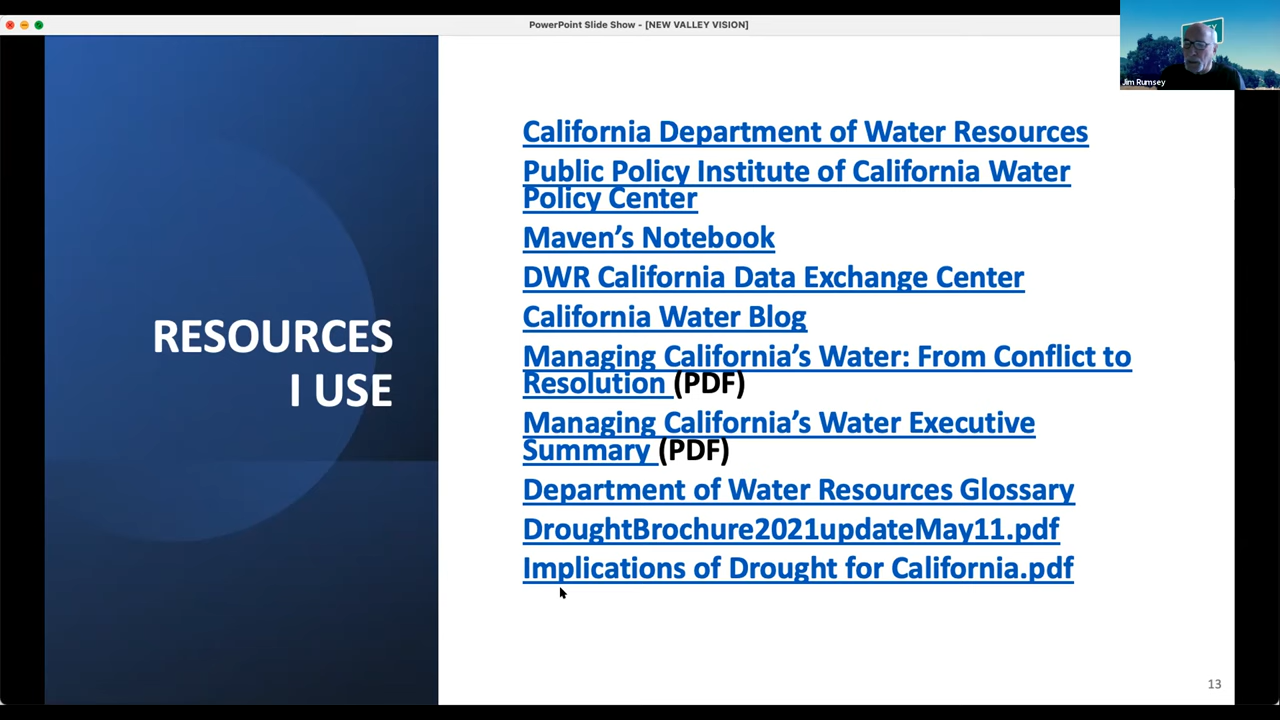 PowerPoint Slide Show - [NEW VALLEY VISION]
Jim Rumsey
RESOURCES
I USE
California Department of Water Resources
Public Policy Institute of California Water
Policy Center
Maven's Notebook
DWR California Data Exchange Center
California Water Blog
Managing California's Water: From Conflict to
Resolution (PDF)
Managing California's Water Executive
Summary (PDF)
Department of Water Resources Glossary
DroughtBrochure2021updateMay11.pdf
Implications of Drought for California.pdf
13